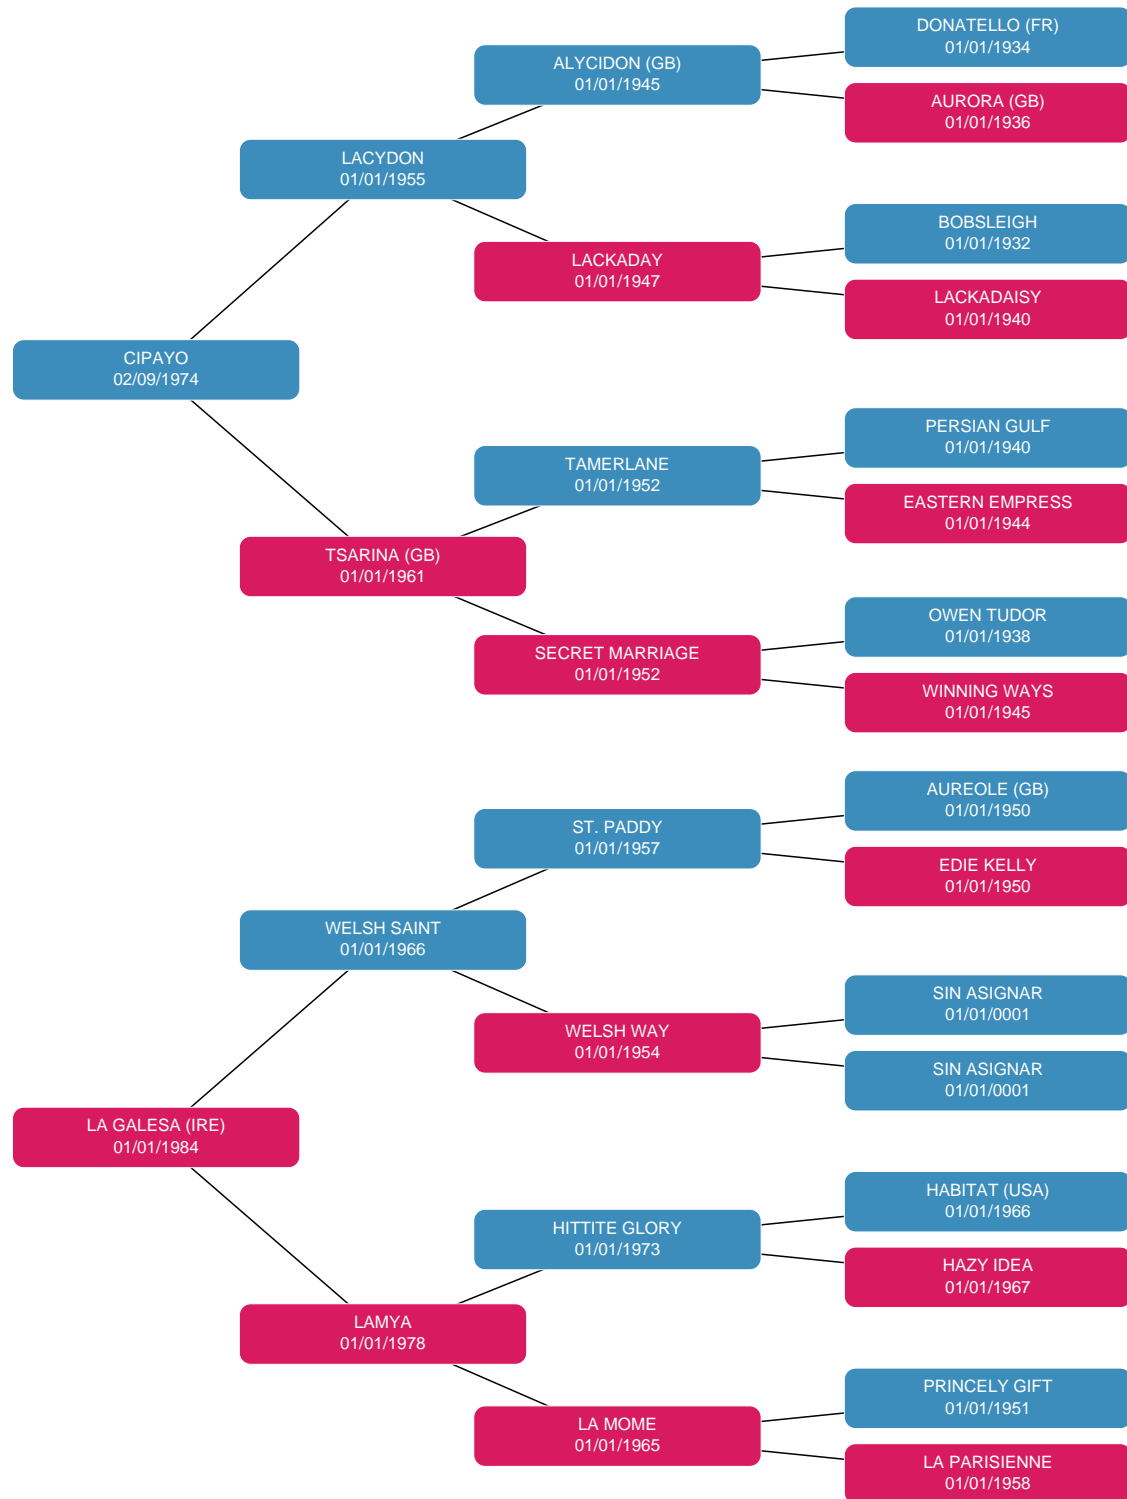 DONATELLO (FR)
01/01/1934
ALYCIDON (GB)
01/01/1945
AURORA (GB)
01/01/1936
LACYDON
01/01/1955
BOBSLEIGH
01/01/1932
LACKADAY
01/01/1947
LACKADAISY
01/01/1940
CIPAYO
02/09/1974
PERSIAN GULF
01/01/1940
TAMERLANE
01/01/1952
EASTERN EMPRESS
01/01/1944
TSARINA (GB)
01/01/1961
OWEN TUDOR
01/01/1938
SECRET MARRIAGE
01/01/1952
WINNING WAYS
01/01/1945
AUREOLE (GB)
01/01/1950
ST. PADDY
01/01/1957
EDIE KELLY
01/01/1950
WELSH SAINT
01/01/1966
SIN ASIGNAR
01/01/0001
WELSH WAY
01/01/1954
SIN ASIGNAR
01/01/0001
LA GALESA (IRE)
01/01/1984
HABITAT (USA)
01/01/1966
HITTITE GLORY
01/01/1973
HAZY IDEA
01/01/1967
LAMYA
01/01/1978
PRINCELY GIFT
01/01/1951
LA MOME
01/01/1965
LA PARISIENNE
01/01/1958